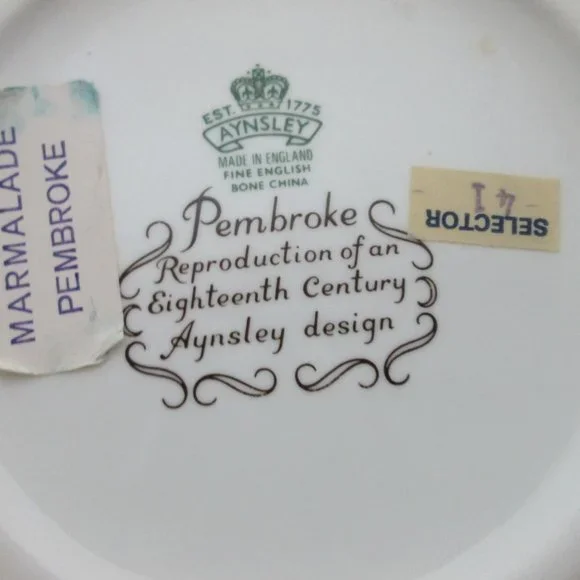 EST. 1775
AYNSLEY
MADE IN ENGLAND
FINE ENGLISH
BONE CHINA
Pembroke
Reproduction of an
Eighteenth Century
Aynsley design
MARMALADE
PEMBROKE
SELECTOR
41